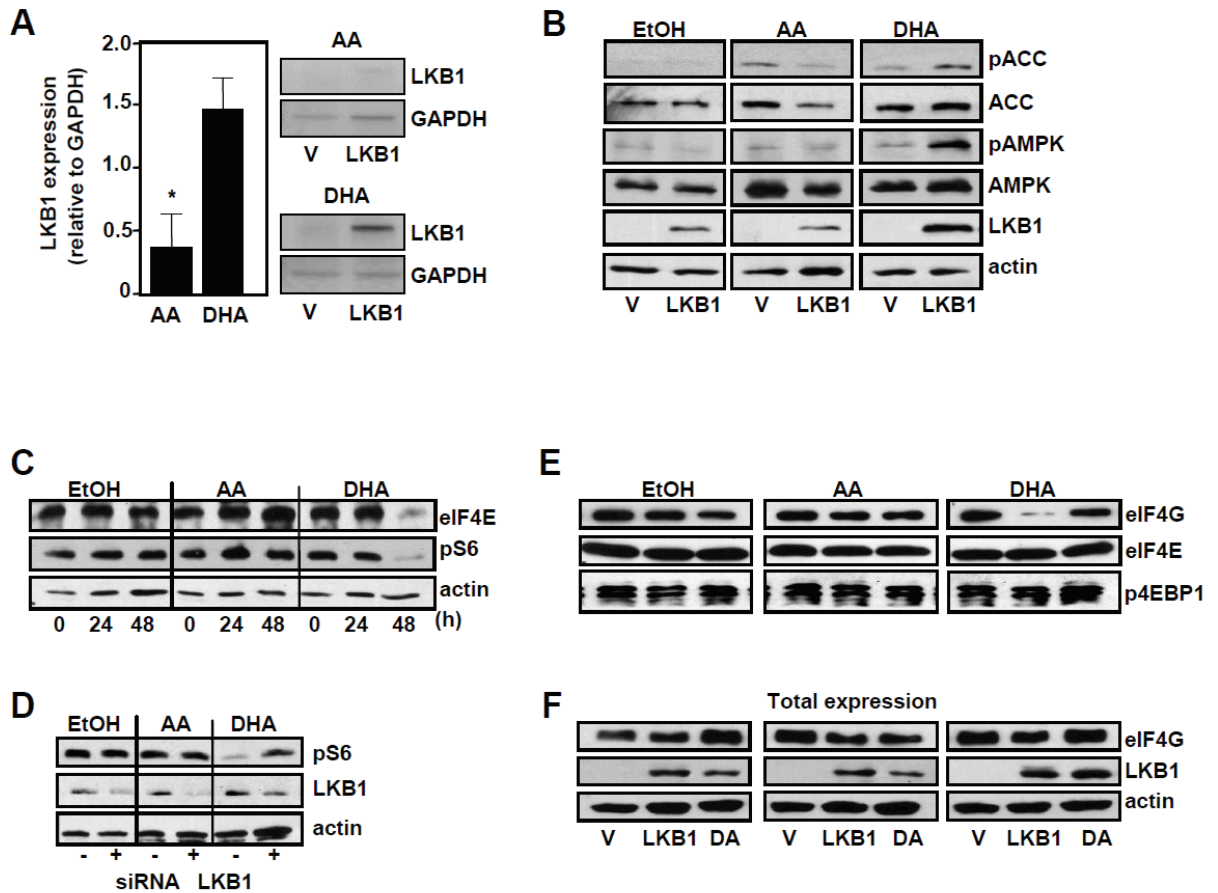 A
LKB1 expression
(relative to GAPDH)
2.0
1.5
1.0
0.5
0
*
AA DHA
AA
LKB1
GAPDH
V LKB1
DHA
LKB1
GAPDH
V LKB1
B
EtOH AA DHA
pACC
ACC
pAMPK
AMPK
LKB1
actin
V LKB1 V LKB1 V LKB1
C
EtOH AA DHA
eIF4E
pS6
actin
0 24 48 0 24 48 0 24 48 (h)
D
EtOH AA DHA
pS6
LKB1
actin
- + - + - +
siRNA LKB1
E
EtOH AA DHA
eIF4G
eIF4E
p4EBP1
F
Total expression
eIF4G
LKB1
actin
V LKB1 DA V LKB1 DA V LKB1 DA